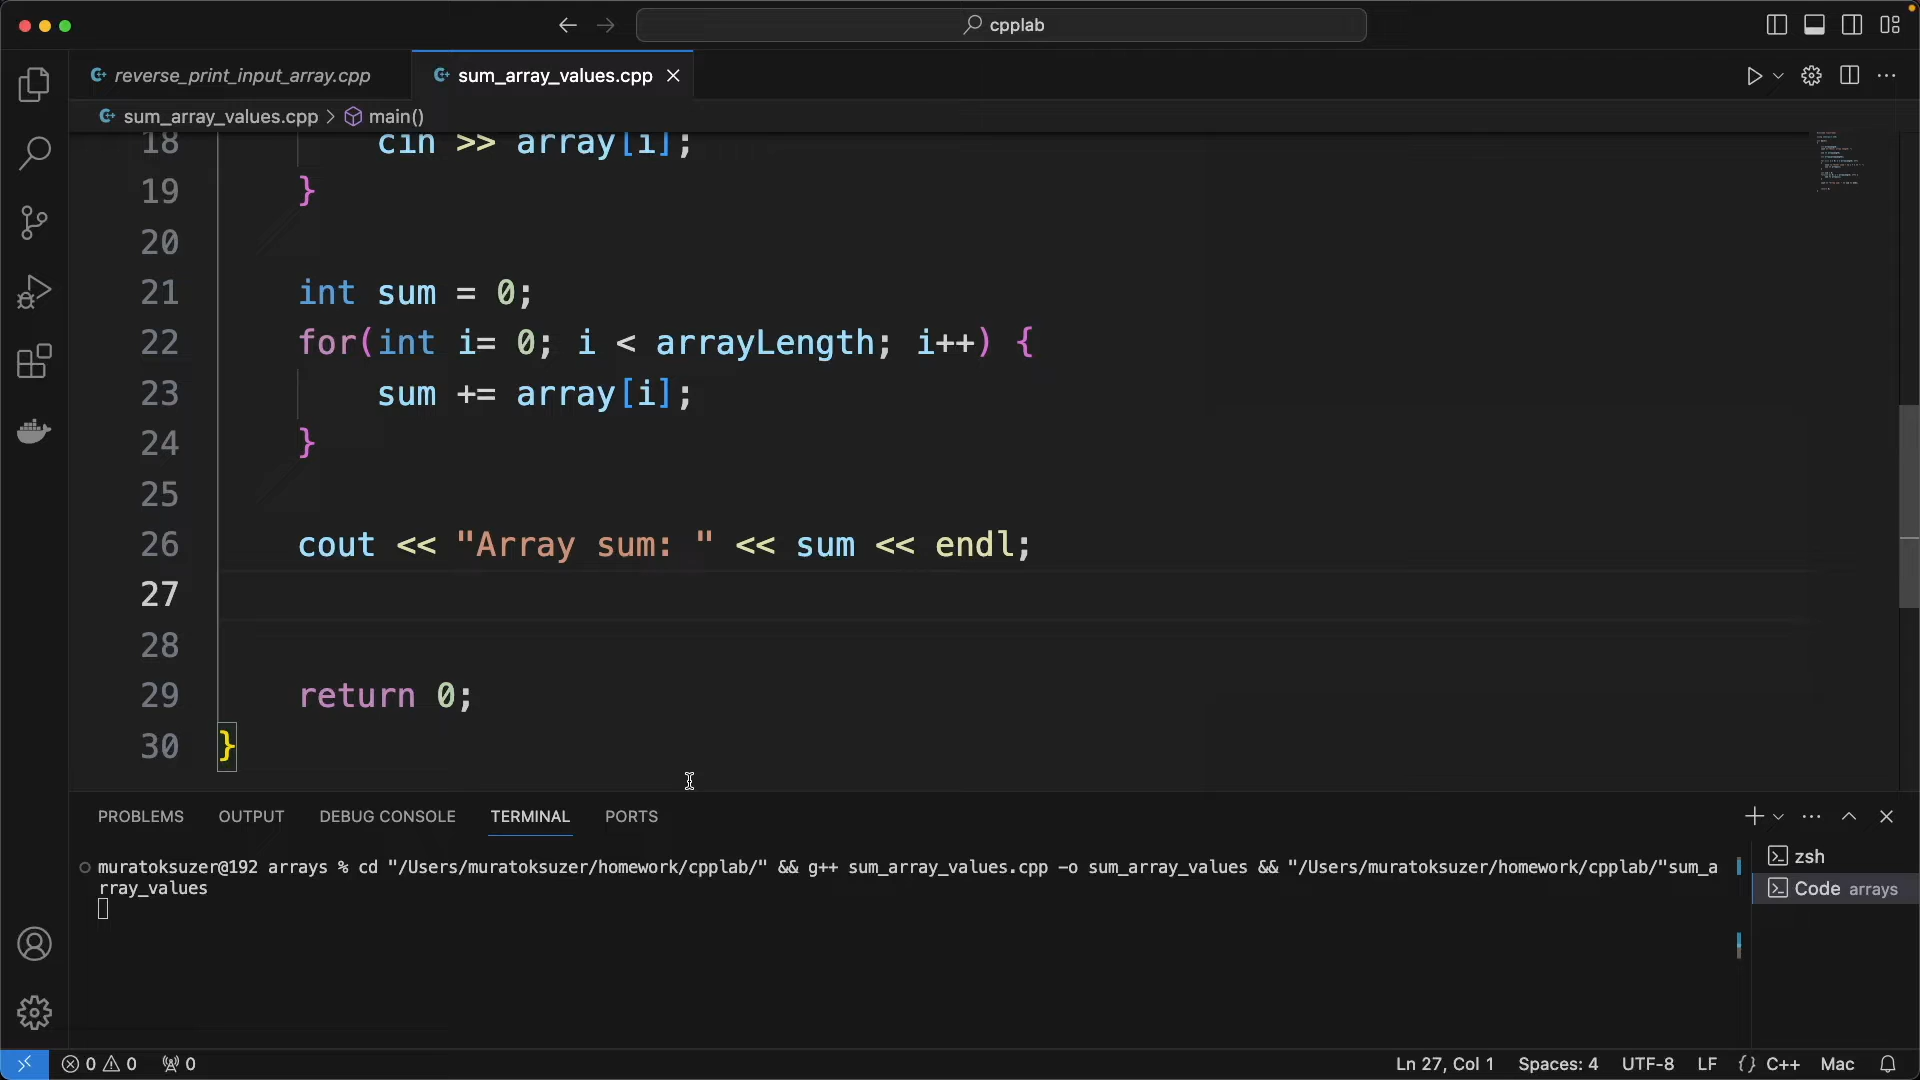 cpplab
reverse_print_input_array.cpp
sum_array_values.cpp
sum_array_values.cpp > main()
18 cin >> array[i];
19 }
20
21 int sum = 0;
22 for(int i= 0; i < arrayLength; i++) {
23 sum += array[i];
24 }
25
26 cout << "Array sum: " << sum << endl;
27
28
29 return 0;
30 }
PROBLEMS OUTPUT DEBUG CONSOLE TERMINAL PORTS
muratoksuzer@192 arrays % cd "/Users/muratoksuzer/homework/cpplab/" && g++ sum_array_values.cpp -o sum_array_values && "/Users/muratoksuzer/homework/cpplab/"sum_a
rray_values
zsh
Code arrays
0 0 0 Ln 27, Col 1 Spaces: 4 UTF-8 LF {} C++ Mac